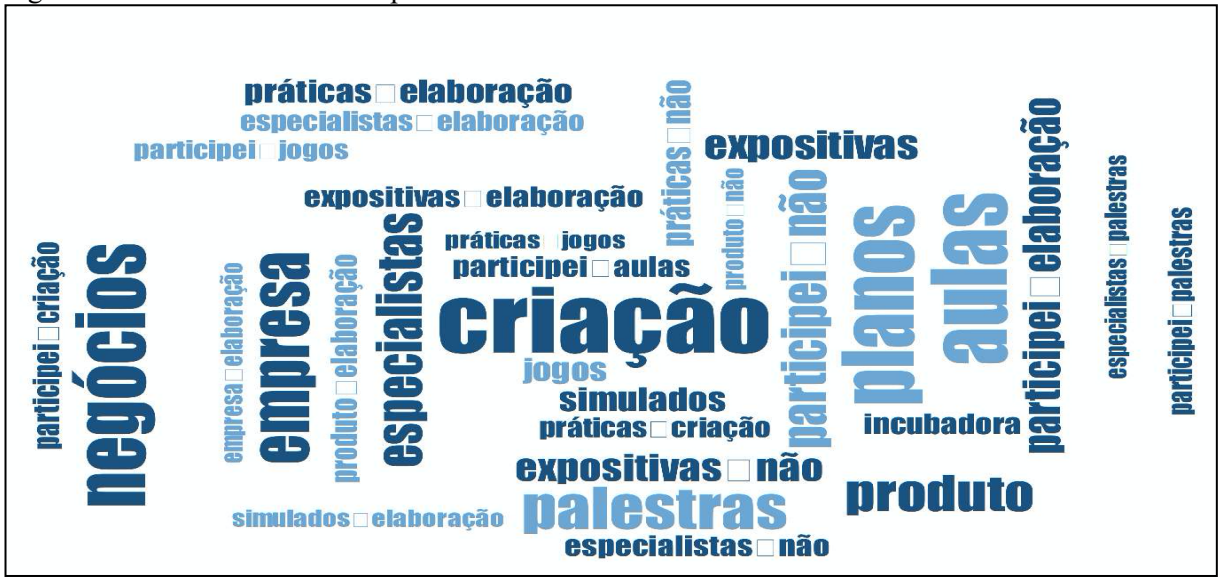 práticas□elaboração
especialistas□elaboração
participei□jogos
práticas□não
expositivas
expositivas□elaboração
produto□não
participei□não
planos
aulas
participei□elaboração
especialistas□palestras
participei□palestras
participei□criação
negócios
empresa□elaboração
empresa
produto□elaboração
especialistas
práticas□jogos
participei□aulas
criação
jogos
simulados
práticas□criação
incubadora
expositivas□não
produto
palestras
simulados□elaboração
especialistas□não